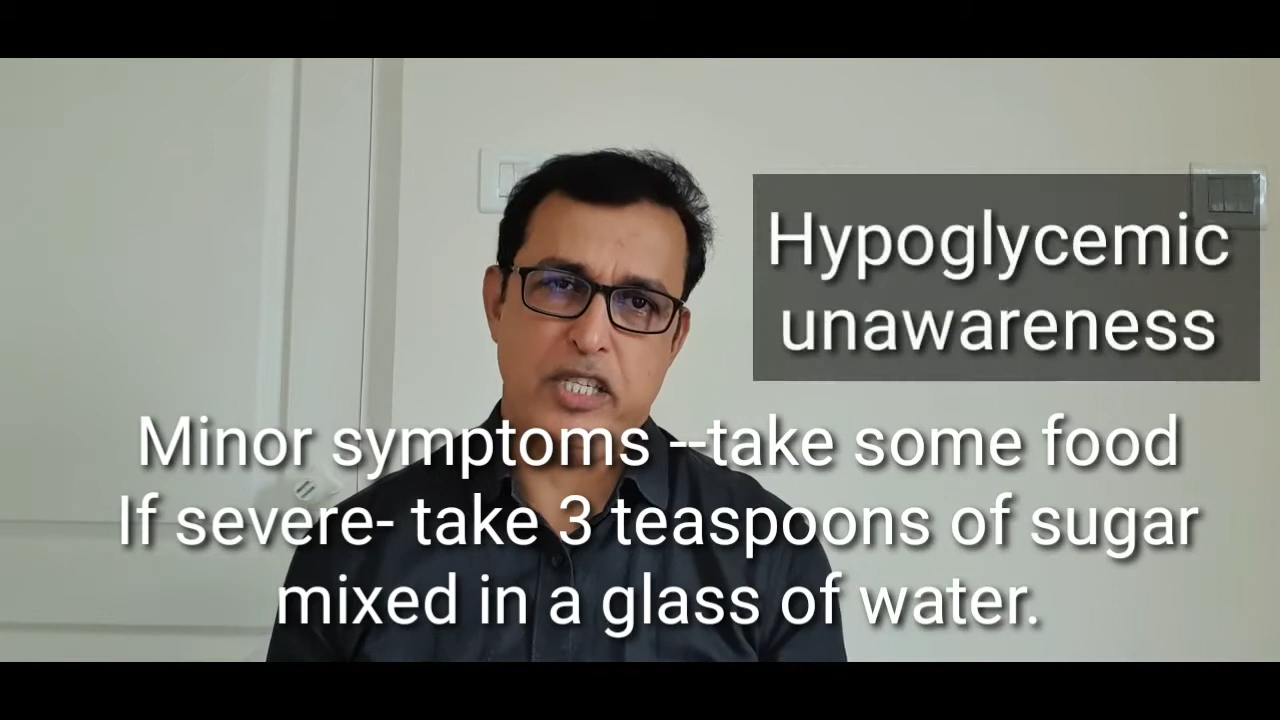 Hypoglycemic
unawareness
Minor symptoms --take some food
If severe- take 3 teaspoons of sugar
mixed in a glass of water.